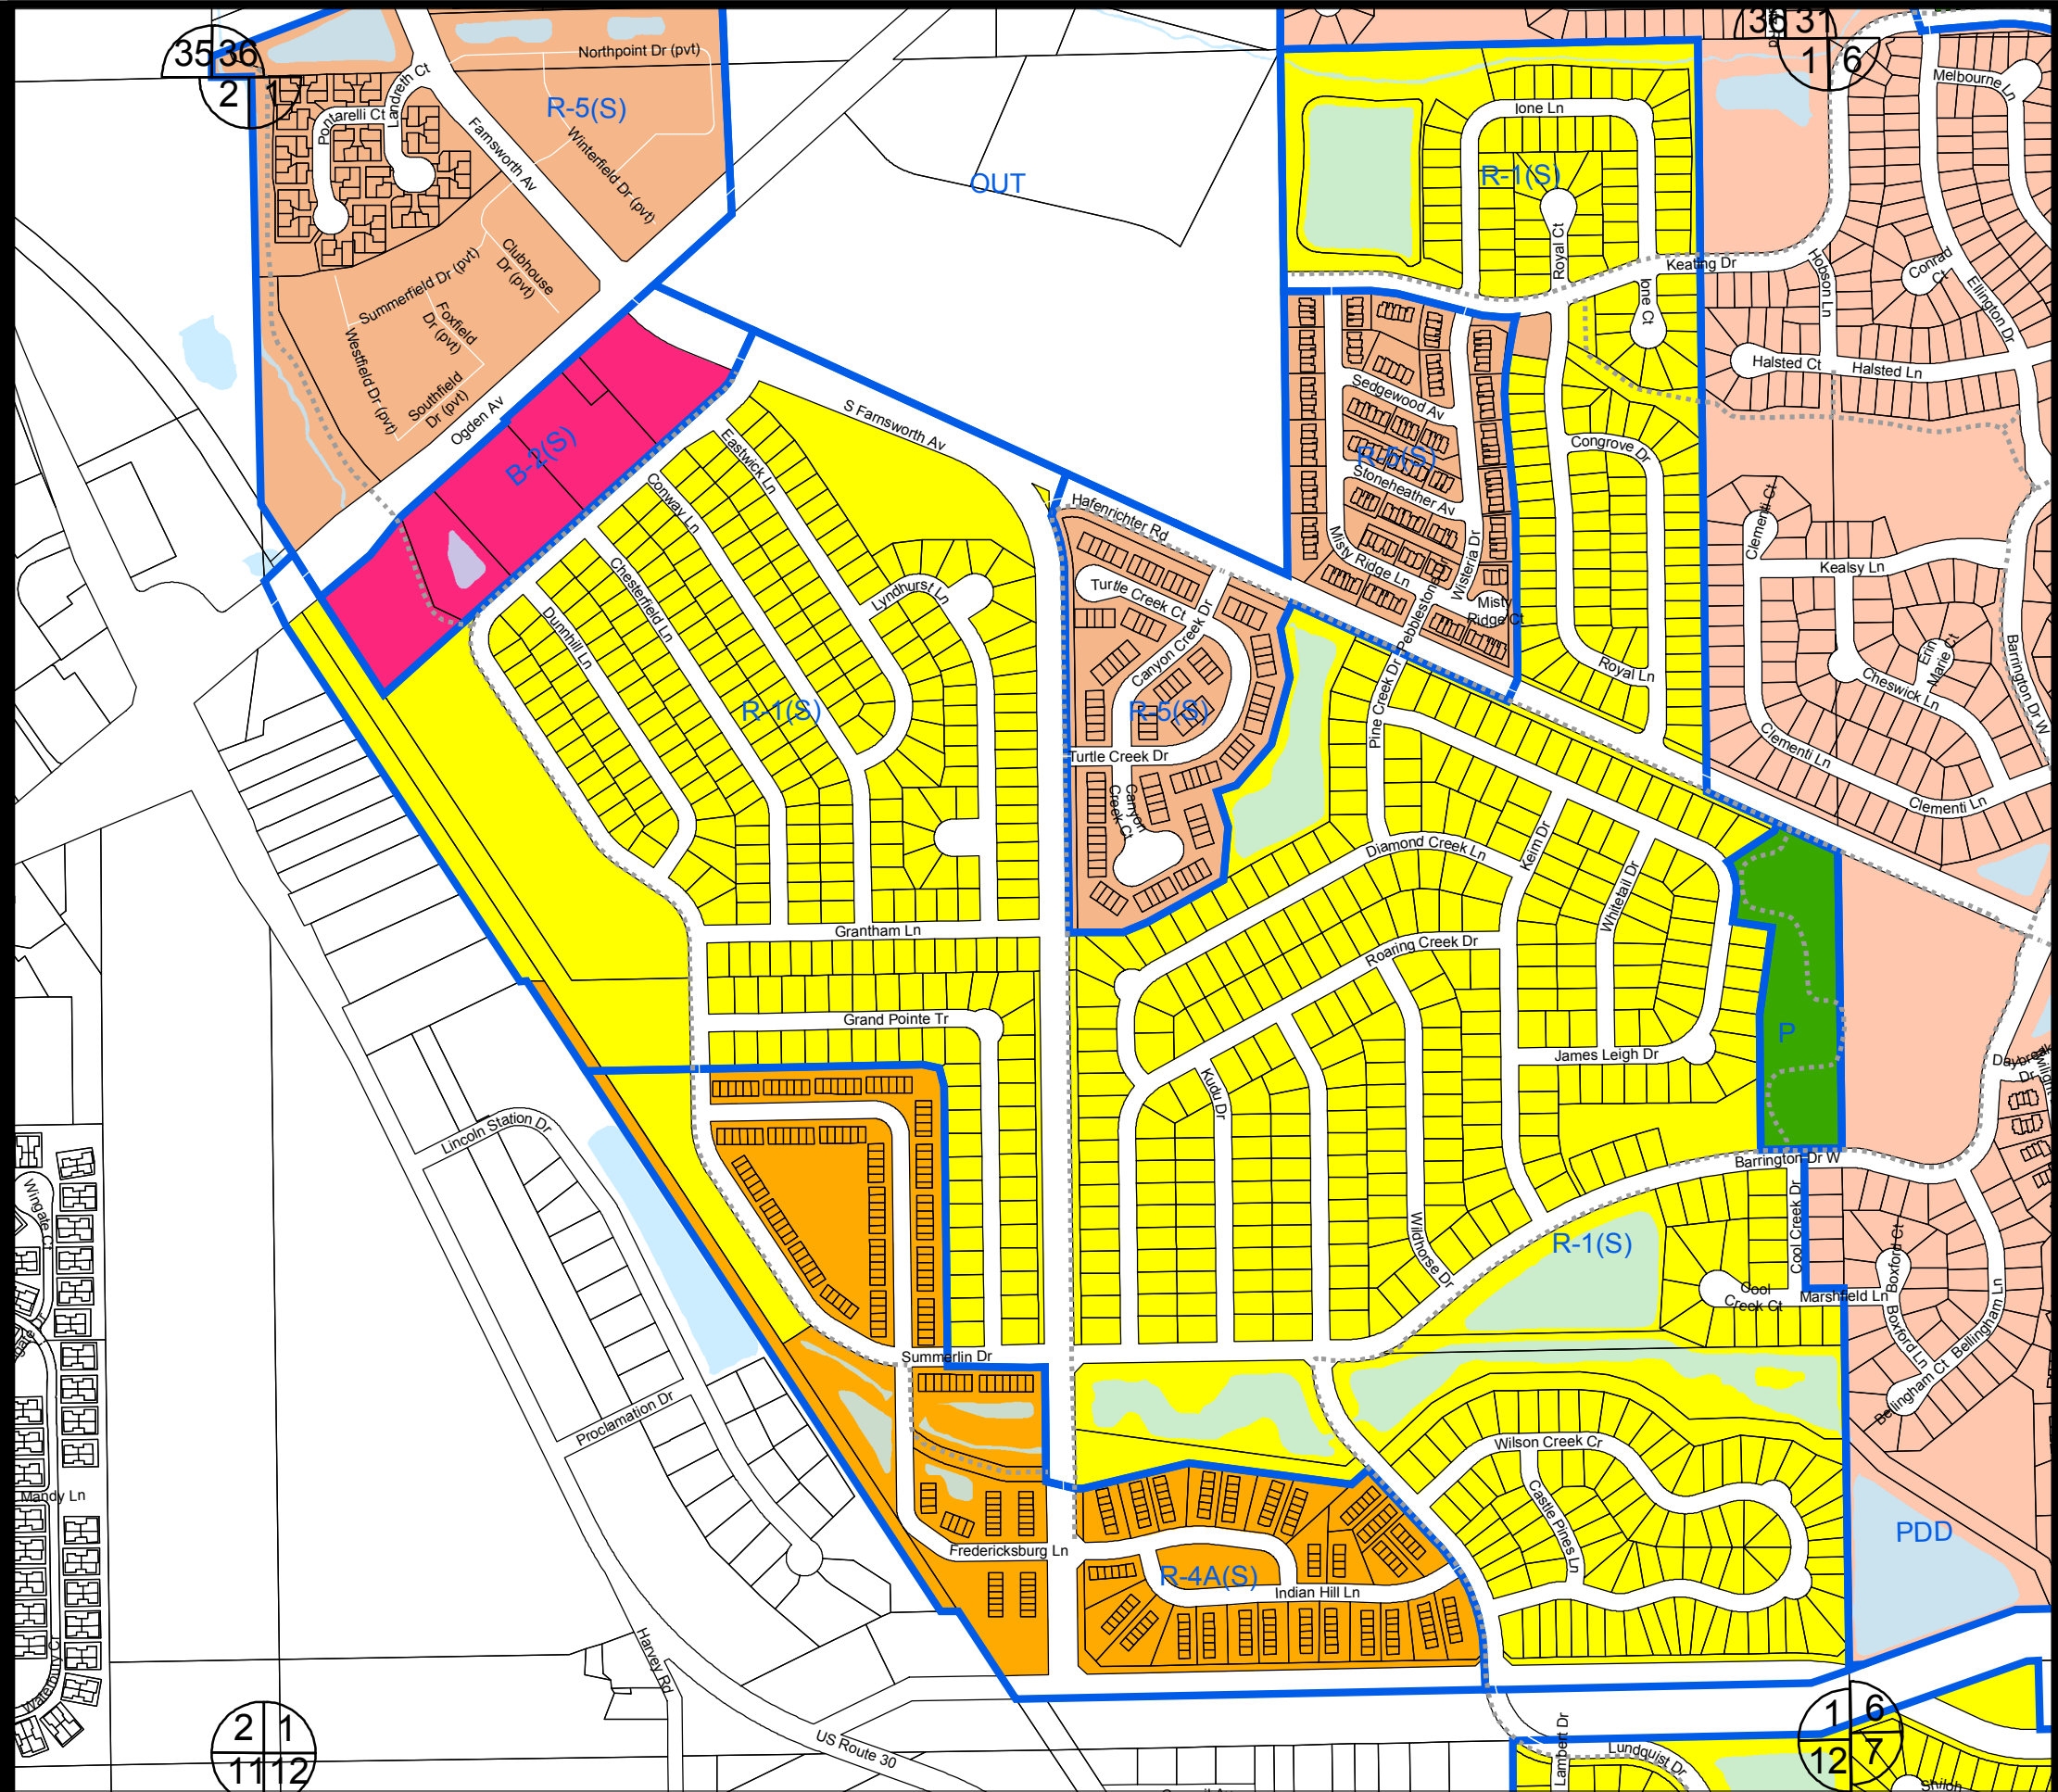 35 36
2 1
36 31
1 6
Northpoint Dr (pvt)
R-5(S)
Landreth Ct
Pontarelli Ct
Farnsworth Av
Winterfield Dr (pvt)
Melbourne Ln
Ione Ln
R-1(S)
OUT
Royal Ct
Keating Dr
Hobson Ln
Conrad
Ct
Ellington Dr
Clubhouse
Dr (pvt)
Summerfield Dr (pvt)
Foxfield
Dr (pvt)
Westfield Dr (pvt)
Southfield
Dr (pvt)
Ogden Av
Ione Ct
Halsted Ct
Halsted Ln
Sedgewood Av
S Farnsworth Av
B-2(S)
Eastwick Ln
Conway Ln
Congrove Dr
R-5(S)
Stoneheather Av
Hafenrichter Rd
Clementi Ct
Misty Ridge Ln
Wisteria Dr
Kealsy Ln
Chesterfield Ln
Lyndhurst Ln
Turtle Creek Ct
Misty
Ridge Ct
Dunnhill Ln
Canyon Creek Dr
Erin
Marie Ct
Barrington Dr W
Royal Ln
Cheswick Ln
R-1(S)
R-5(S)
Pine Creek Dr
Turtle Creek Dr
Clementi Ln
Canyon
Creek Ct
Clementi Ln
Diamond Creek Ln
Keim Dr
Whitetail Dr
Grantham Ln
Roaring Creek Dr
Grand Pointe Tr
P
James Leigh Dr
Daybreak
Dr
Kudu Dr
Lincoln Station Dr
Barrington Dr W
Wingate Ct
Cool Creek Dr
Wildhorse Dr
R-1(S)
Boxford Ct
Cool
Creek Ct
Marshfield Ln
Boxford Ln
Bellingham Ln
Summerlin Dr
Bellingham Ct
Proclamation Dr
Wilson Creek Cr
Mandy Ln
Castle Pines Ln
PDD
Fredericksburg Ln
R-4A(S)
Indian Hill Ln
Harvey Rd
Waterbury Ct
2 1
11 12
US Route 30
Lambert Dr
Lundquist Dr
1 6
12 7
Shiloh